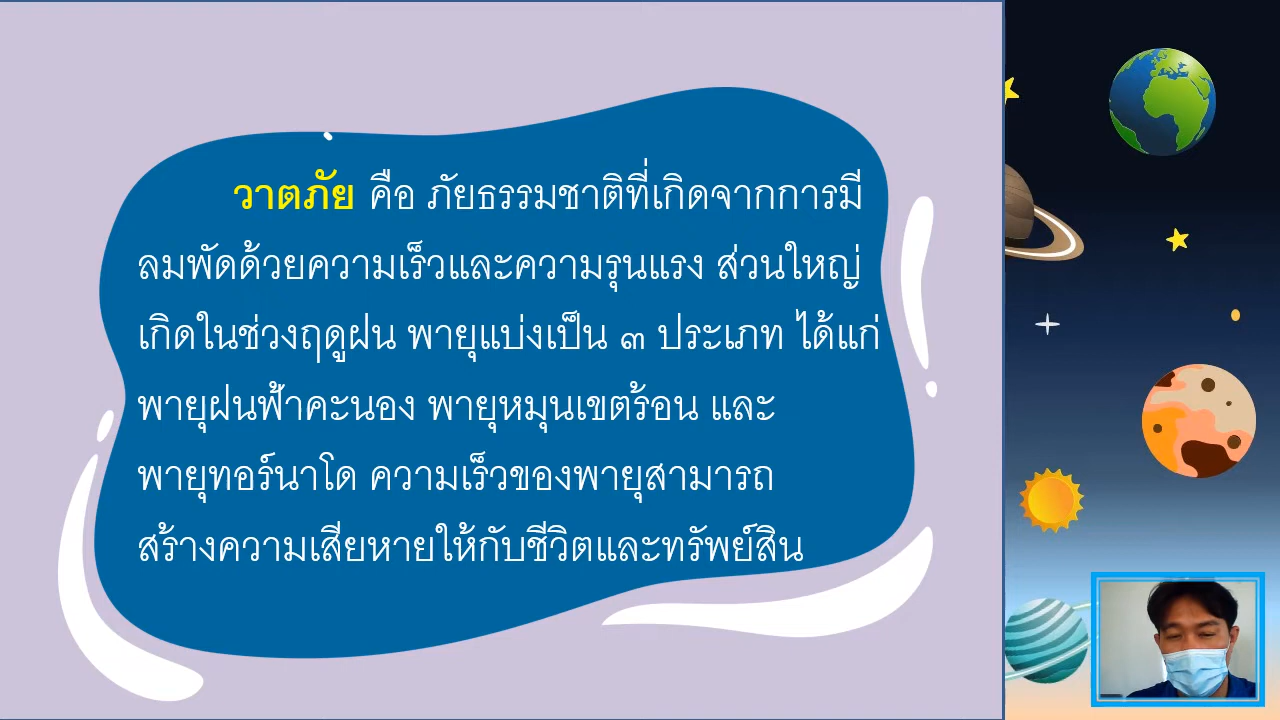 วาตภัย คือ ภัยธรรมชาติที่เกิดจากการมี
ลมพัดด้วยความเร็วและความรุนแรง ส่วนใหญ่
เกิดในช่วงฤดูฝน พายุแบ่งเป็น ๓ ประเภท ได้แก่
พายุฝนฟ้าคะนอง พายุหมุนเขตร้อน และ
พายุทอร์นาโด ความเร็วของพายุสามารถ
สร้างความเสียหายให้กับชีวิตและทรัพย์สิน